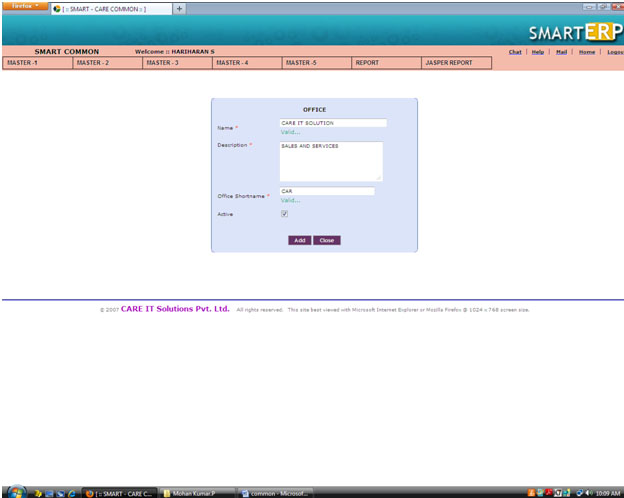 Firefox
[ :: SMART - CARE COMMON :: ]
+
SMARTERP
SMART COMMON
Welcome :: HARIHARAN S
Chat | Help | Mail | Home | Logou
MASTER -1 MASTER - 2 MASTER - 3 MASTER - 4 MASTER -5 REPORT JASPER REPORT
OFFICE
Name * CARE IT SOLUTION
Valid...
Description * SALES AND SERVICES
Office Shortname * CAR
Valid...
Active
Add Close
© 2007 CARE IT Solutions Pvt. Ltd. All rights reserved. This site best viewed with Microsoft Internet Explorer or Mozilla Firefox @ 1024 x 768 screen size.
[ :: SMART - CARE C... Mohan Kumar.P common - Microsof... 10:09 AM